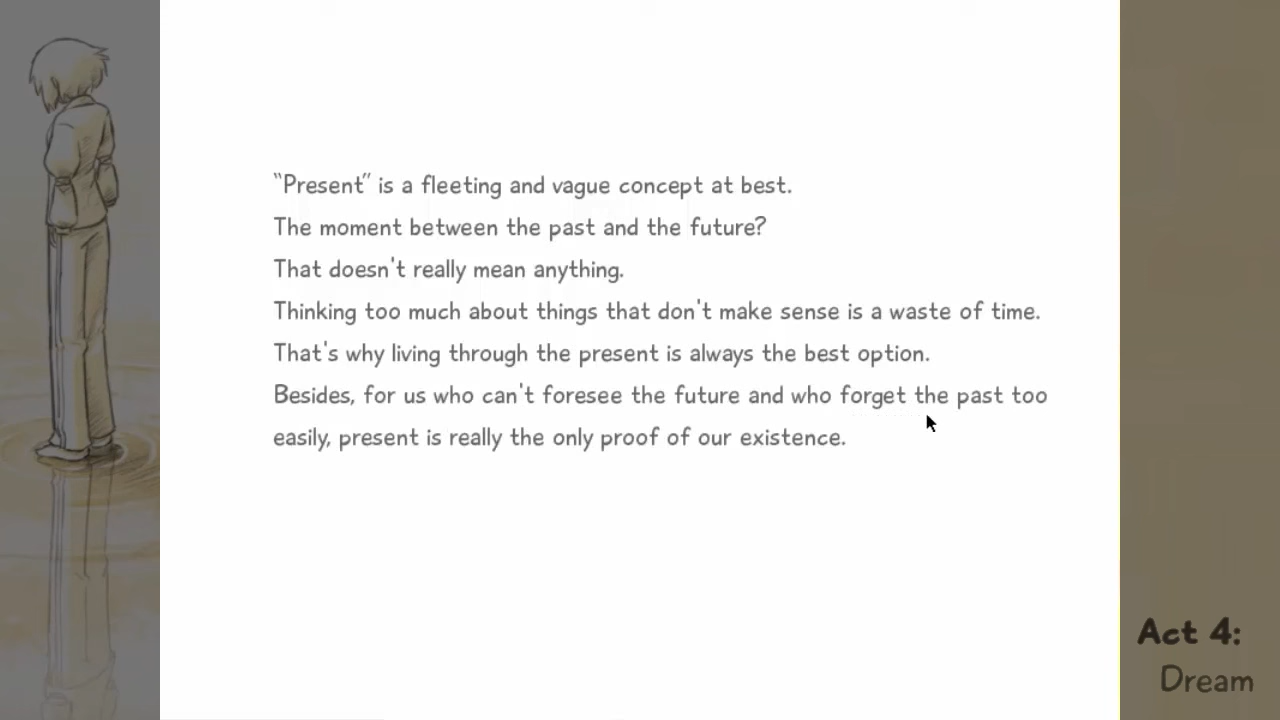 “Present” is a fleeting and vague concept at best.
The moment between the past and the future?
That doesn't really mean anything.
Thinking too much about things that don't make sense is a waste of time.
That's why living through the present is always the best option.
Besides, for us who can't foresee the future and who forget the past too
easily, present is really the only proof of our existence.
Act 4:
Dream